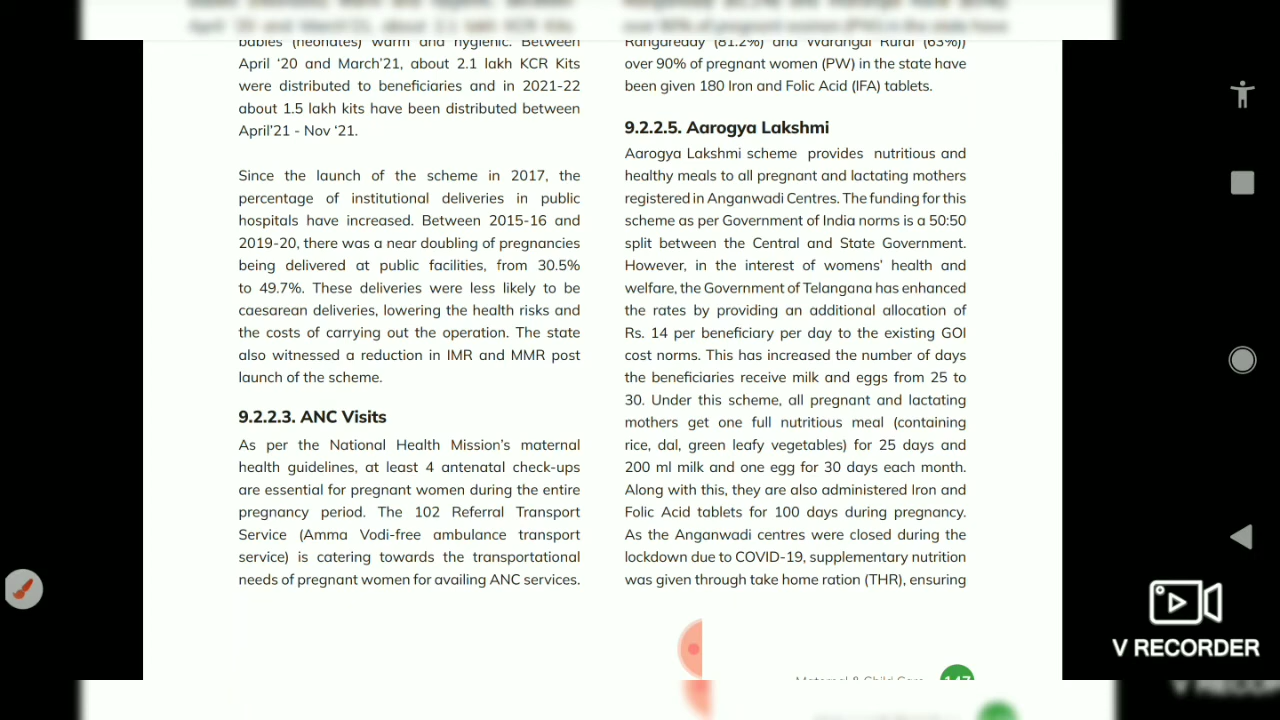 babies (neonates) warm and hygienic. Between
April ‘20 and March’21, about 2.1 lakh KCR Kits
were distributed to beneficiaries and in 2021-22
about 1.5 lakh kits have been distributed between
April’21 - Nov ‘21.
Since the launch of the scheme in 2017, the
percentage of institutional deliveries in public
hospitals have increased. Between 2015-16 and
2019-20, there was a near doubling of pregnancies
being delivered at public facilities, from 30.5%
to 49.7%. These deliveries were less likely to be
caesarean deliveries, lowering the health risks and
the costs of carrying out the operation. The state
also witnessed a reduction in IMR and MMR post
launch of the scheme.
9.2.2.3. ANC Visits
As per the National Health Mission’s maternal
health guidelines, at least 4 antenatal check-ups
are essential for pregnant women during the entire
pregnancy period. The 102 Referral Transport
Service (Amma Vodi-free ambulance transport
service) is catering towards the transportational
needs of pregnant women for availing ANC services.
Rangareddy (81.2%) and Warangal Rural (63%))
over 90% of pregnant women (PW) in the state have
been given 180 Iron and Folic Acid (IFA) tablets.
9.2.2.5. Aarogya Lakshmi
Aarogya Lakshmi scheme provides nutritious and
healthy meals to all pregnant and lactating mothers
registered in Anganwadi Centres. The funding for this
scheme as per Government of India norms is a 50:50
split between the Central and State Government.
However, in the interest of womens’ health and
welfare, the Government of Telangana has enhanced
the rates by providing an additional allocation of
Rs. 14 per beneficiary per day to the existing GOI
cost norms. This has increased the number of days
the beneficiaries receive milk and eggs from 25 to
30. Under this scheme, all pregnant and lactating
mothers get one full nutritious meal (containing
rice, dal, green leafy vegetables) for 25 days and
200 ml milk and one egg for 30 days each month.
Along with this, they are also administered Iron and
Folic Acid tablets for 100 days during pregnancy.
As the Anganwadi centres were closed during the
lockdown due to COVID-19, supplementary nutrition
was given through take home ration (THR), ensuring
Maternal & Child Care 147
V RECORDER